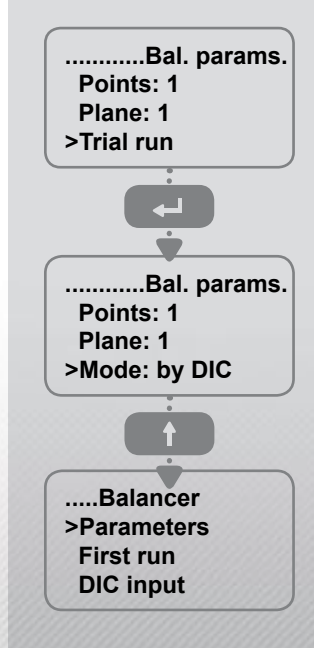 ............Bal. params.
Points: 1
Plane: 1
>Trial run
............Bal. params.
Points: 1
Plane: 1
>Mode: by DIC
.....Balancer
>Parameters
First run
DIC input